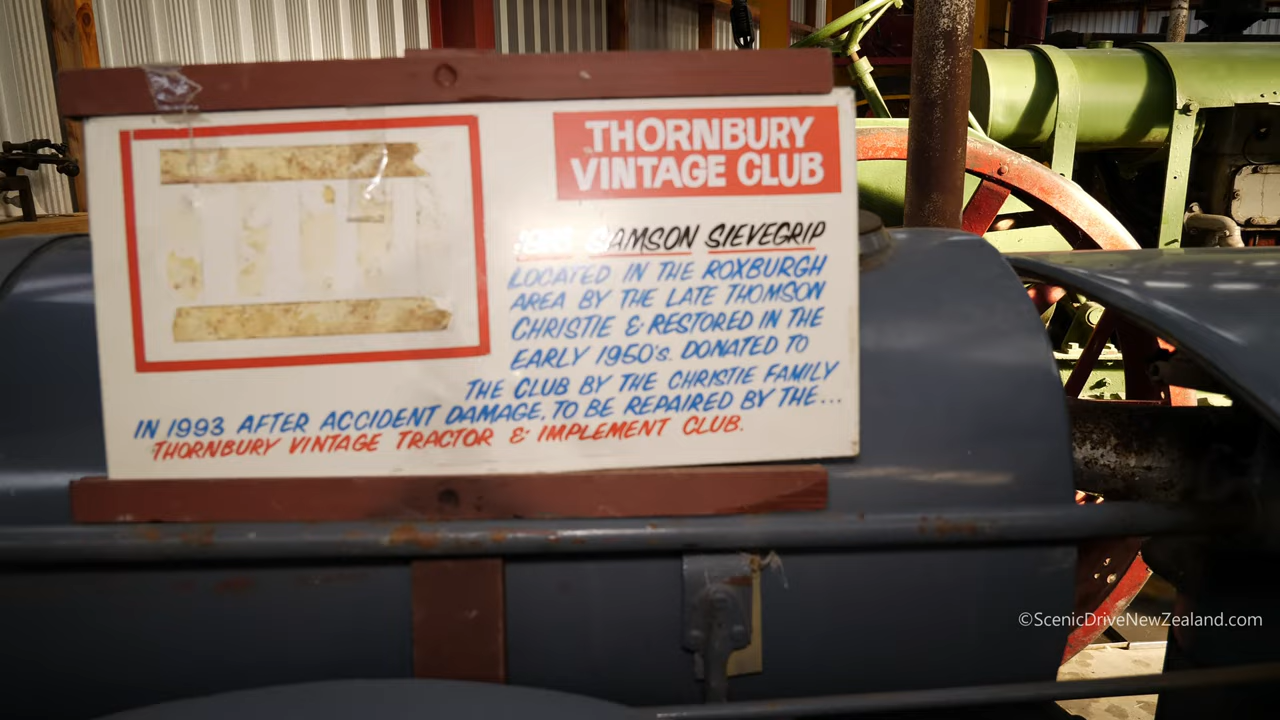 THORNBURY
VINTAGE CLUB
SAMSON SIEVEGRIP
LOCATED IN THE ROXBURGH
AREA BY THE LATE THOMSON
CHRISTIE & RESTORED IN THE
EARLY 1950's. DONATED TO
THE CLUB BY THE CHRISTIE FAMILY
IN 1993 AFTER ACCIDENT DAMAGE, TO BE REPAIRED BY THE...
THORNBURY VINTAGE TRACTOR & IMPLEMENT CLUB.
©ScenicDriveNewZealand.com